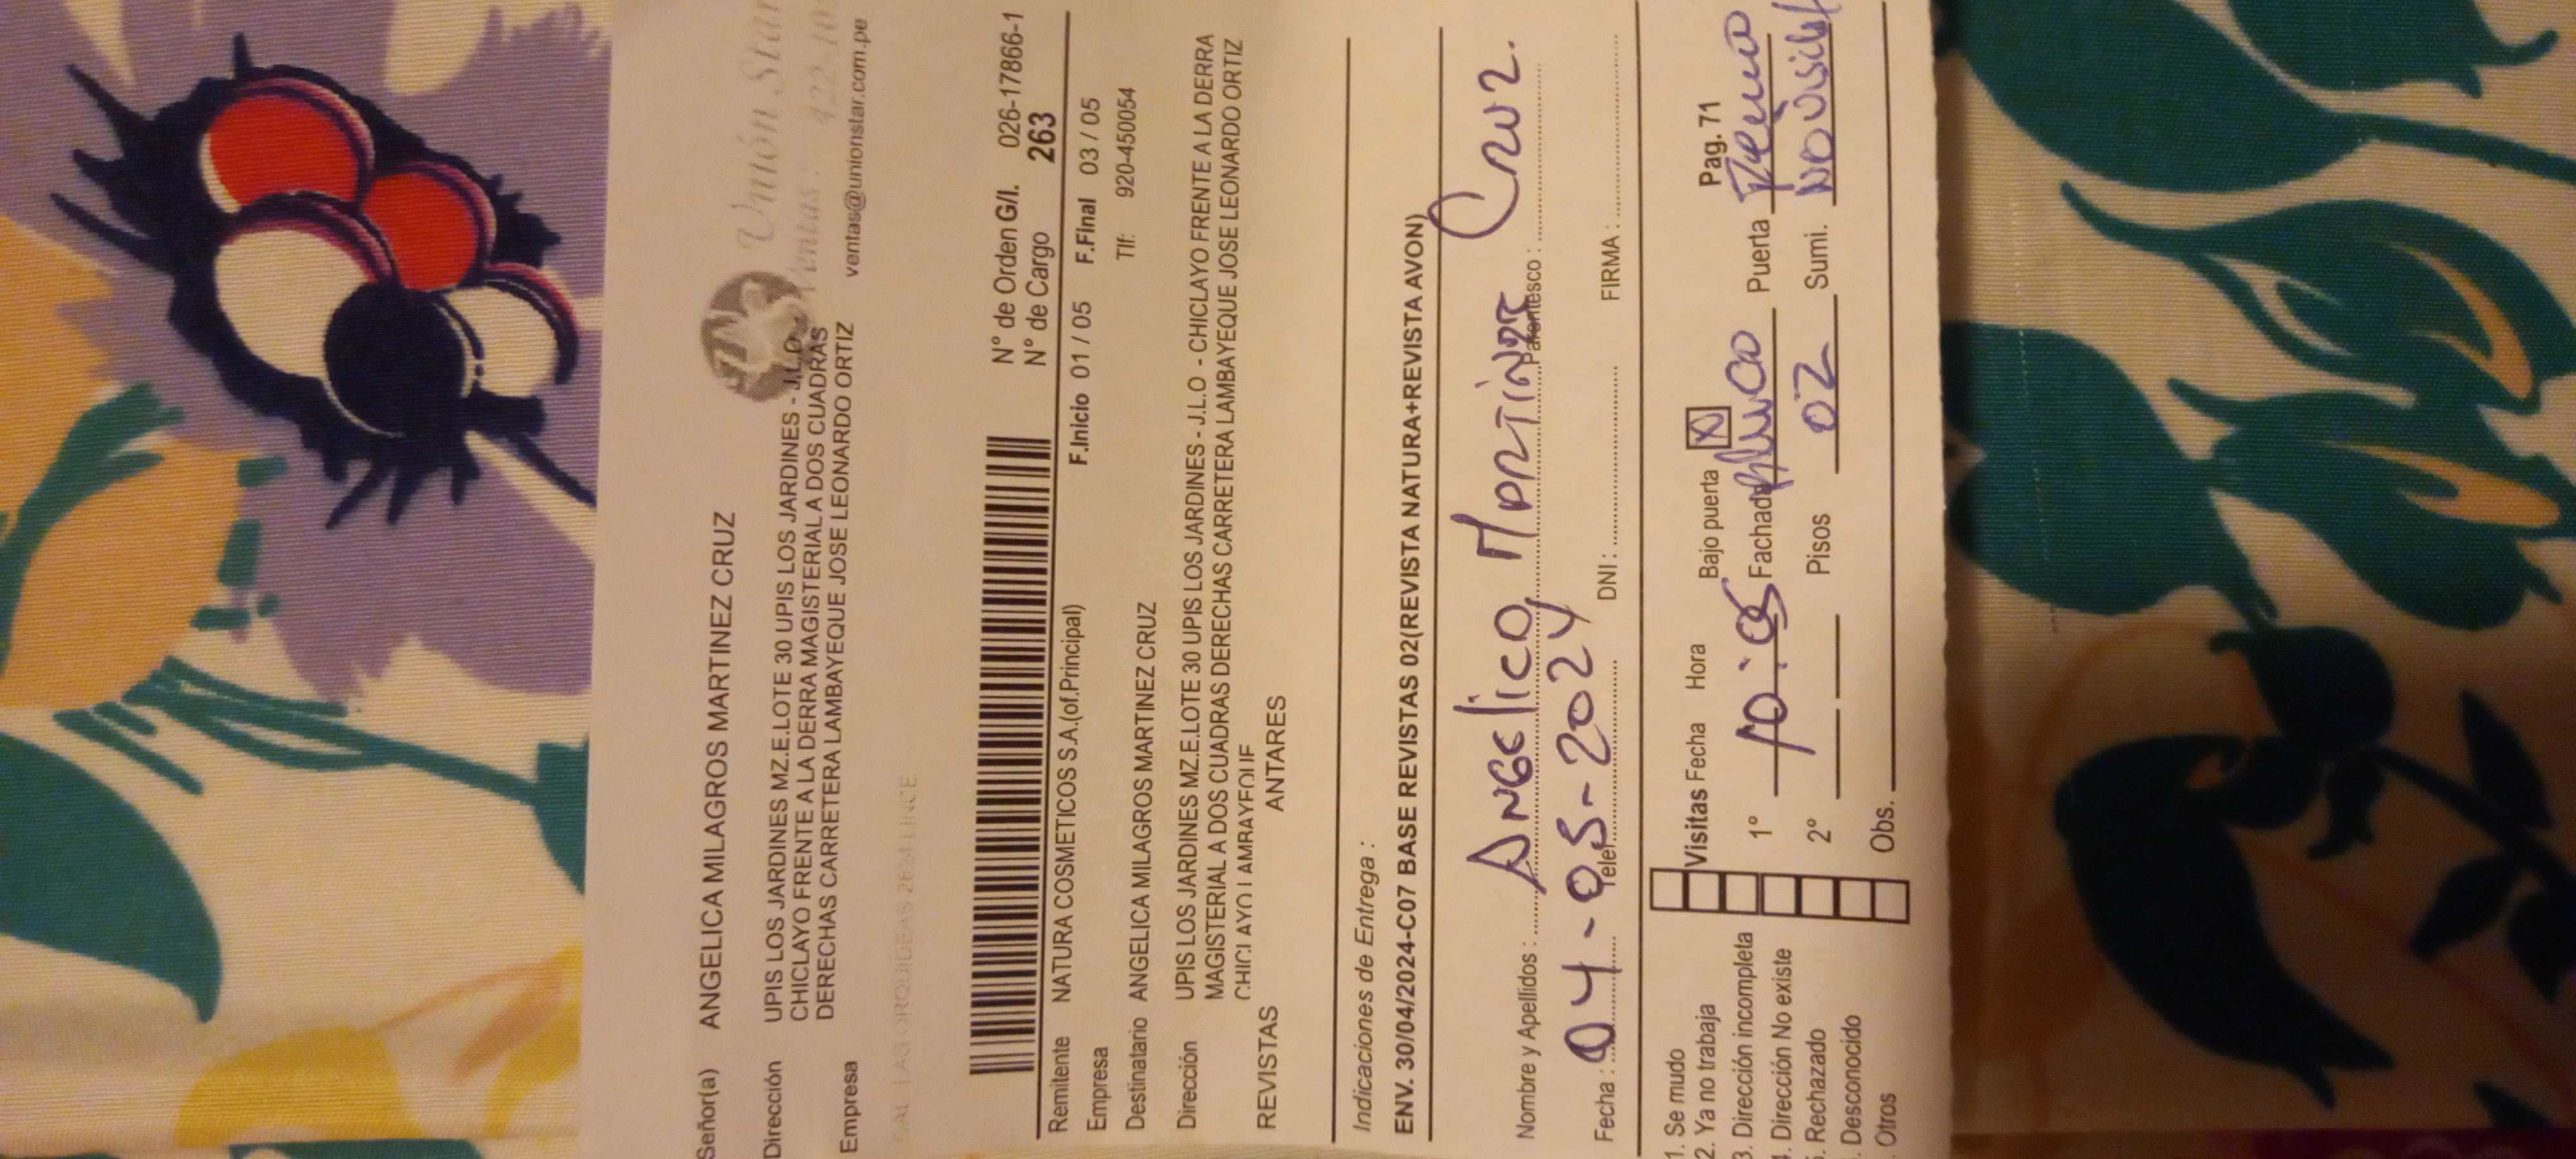 Señor(a) ANGELICA MILAGROS MARTINEZ CRUZ
Unión Star
Dirección UPIS LOS JARDINES MZ.E.LOTE 30 UPIS LOS JARDINES - J.L.O -
CHICLAYO FRENTE A LA DERRA MAGISTERIAL A DOS CUADRAS
DERECHAS CARRETERA LAMBAYEQUE JOSE LEONARDO ORTIZ
ventas@unionstar.com.pe
Empresa
N° de Orden G/I. 026-17866-1
N° de Cargo 263
Remitente NATURA COSMETICOS S.A.(of.Principal) F.Inicio 01 / 05 F.Final 03 / 05
Empresa
Tlf: 920-450054
Destinatario ANGELICA MILAGROS MARTINEZ CRUZ
Dirección UPIS LOS JARDINES MZ.E.LOTE 30 UPIS LOS JARDINES - J.L.O - CHICLAYO FRENTE A LA DERRA
MAGISTERIAL A DOS CUADRAS DERECHAS CARRETERA LAMBAYEQUE JOSE LEONARDO ORTIZ
CHICLAYO LAMBAYEQUE
REVISTAS ANTARES
Indicaciones de Entrega :
ENV. 30/04/2024-C07 BASE REVISTAS 02(REVISTA NATURA+REVISTA AVON)
Nombre y Apellidos : Angelica Martinez Cruz. Parentesco :
Fecha : 04-05-2024 Telef. DNI : FIRMA :
1. Se mudo
2. Ya no trabaja
3. Dirección incompleta
4. Dirección No existe
5. Rechazado
. Desconocido
. Otros
Visitas Fecha Hora Bajo puerta X Pag. 71
1° 10:05 Fachada Blanco Puerta
2° Pisos 02 Sumi. No visible
Obs.